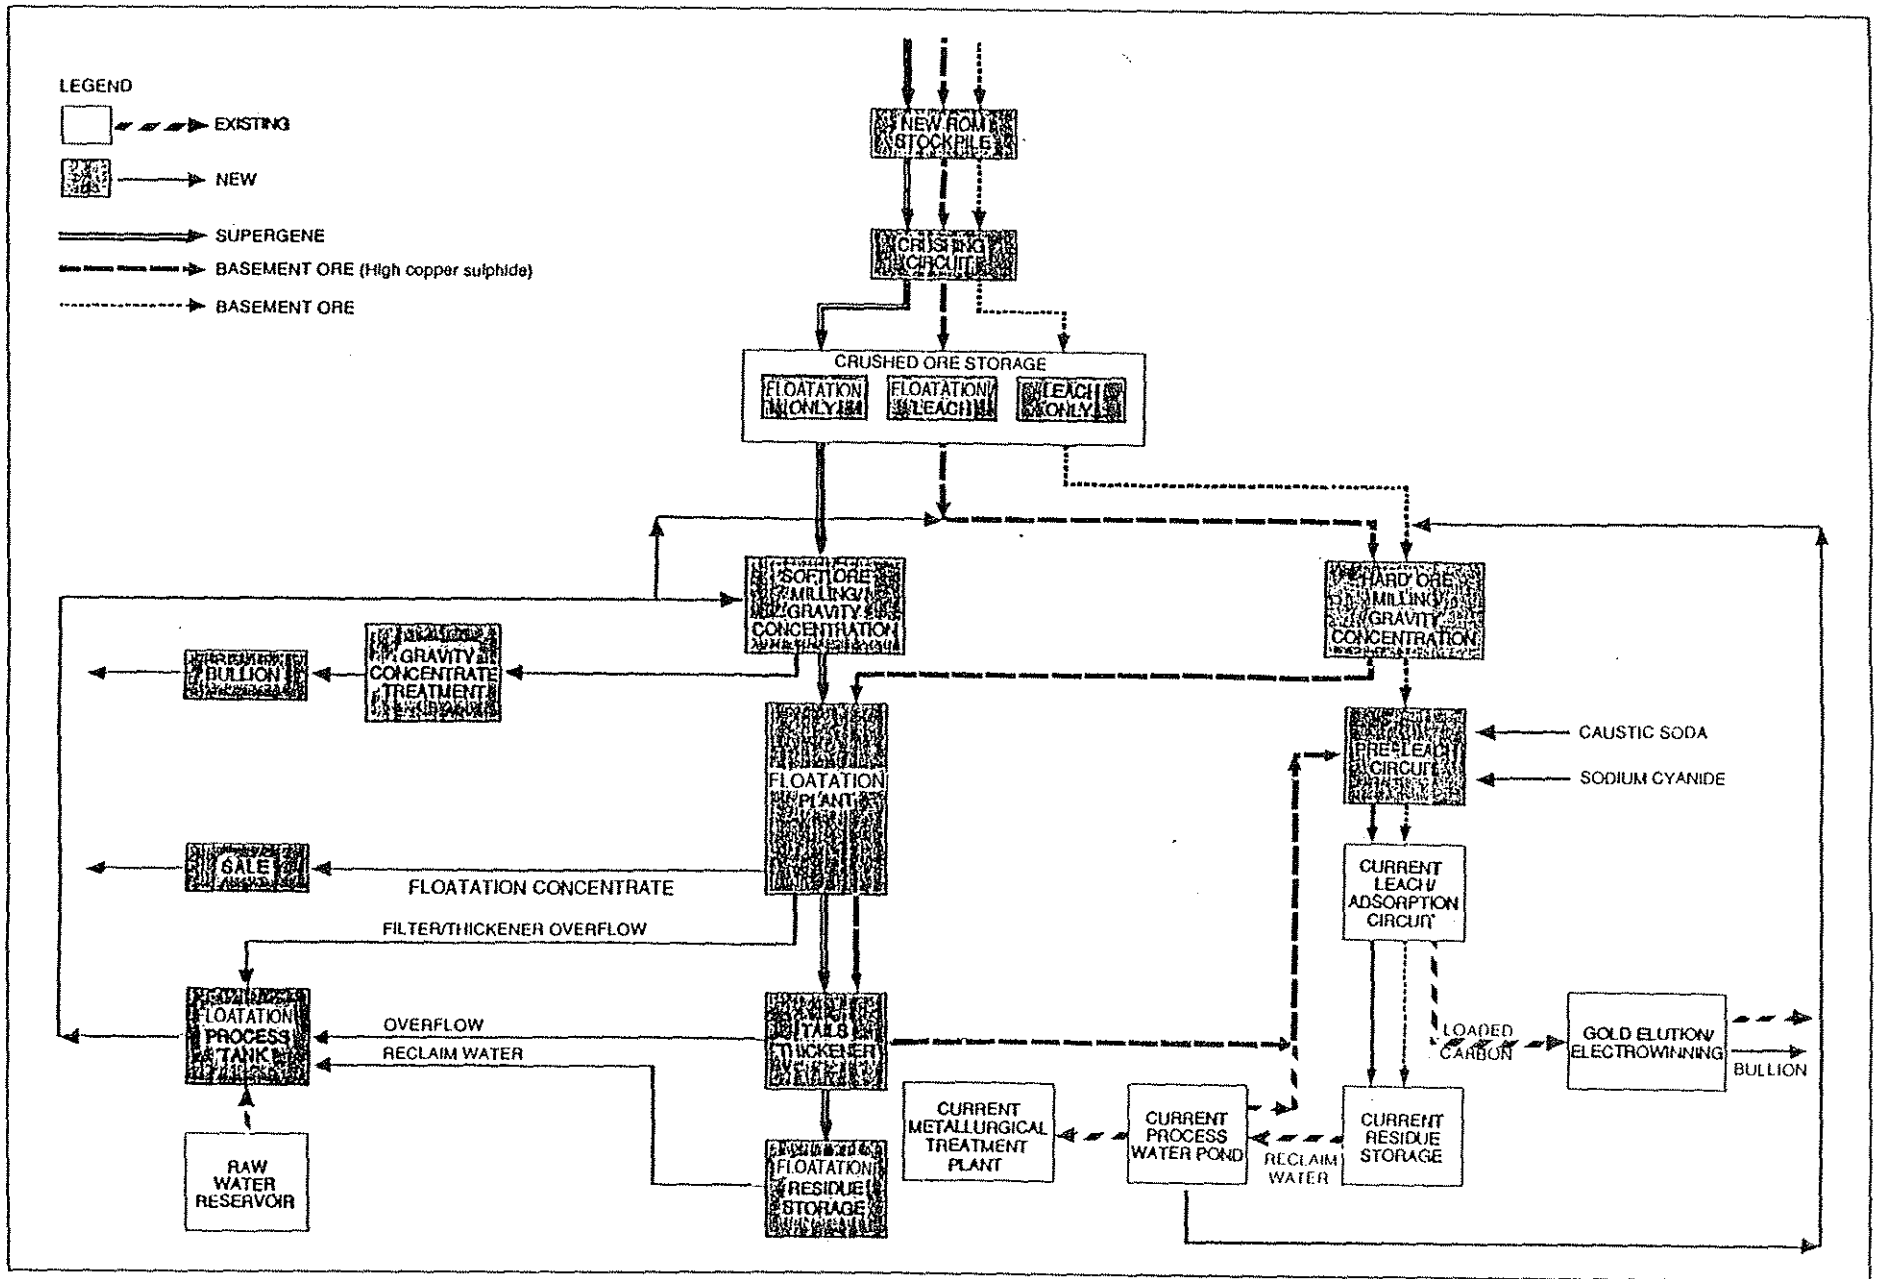 LEGEND
EXISTING
NEW
SUPERGENE
BASEMENT ORE (High copper sulphide)
BASEMENT ORE
NEW ROM
STOCKPILE
CRUSHING
CIRCUIT
CRUSHED ORE STORAGE
FLOATATION
ONLY
FLOATATION
LEACH
LEACH
ONLY
SOFT ORE
MILLING/
GRAVITY
CONCENTRATION
HARD ORE
MILLING/
GRAVITY
CONCENTRATION
BULLION
GRAVITY
CONCENTRATE
TREATMENT
FLOATATION
PLANT
PRE-LEACH
CIRCUIT
CAUSTIC SODA
SODIUM CYANIDE
SALE
FLOATATION CONCENTRATE
CURRENT
LEACH/
ADSORPTION
CIRCUIT
FILTER/THICKENER OVERFLOW
FLOATATION
PROCESS
TANK
OVERFLOW
RECLAIM WATER
TAILS
THICKENER
LOADED
CARBON
GOLD ELUTION/
ELECTROWINNING
BULLION
RAW
WATER
RESERVOIR
FLOATATION
RESIDUE
STORAGE
CURRENT
METALLURGICAL
TREATMENT
PLANT
CURRENT
PROCESS
WATER POND
RECLAIM
WATER
CURRENT
RESIDUE
STORAGE